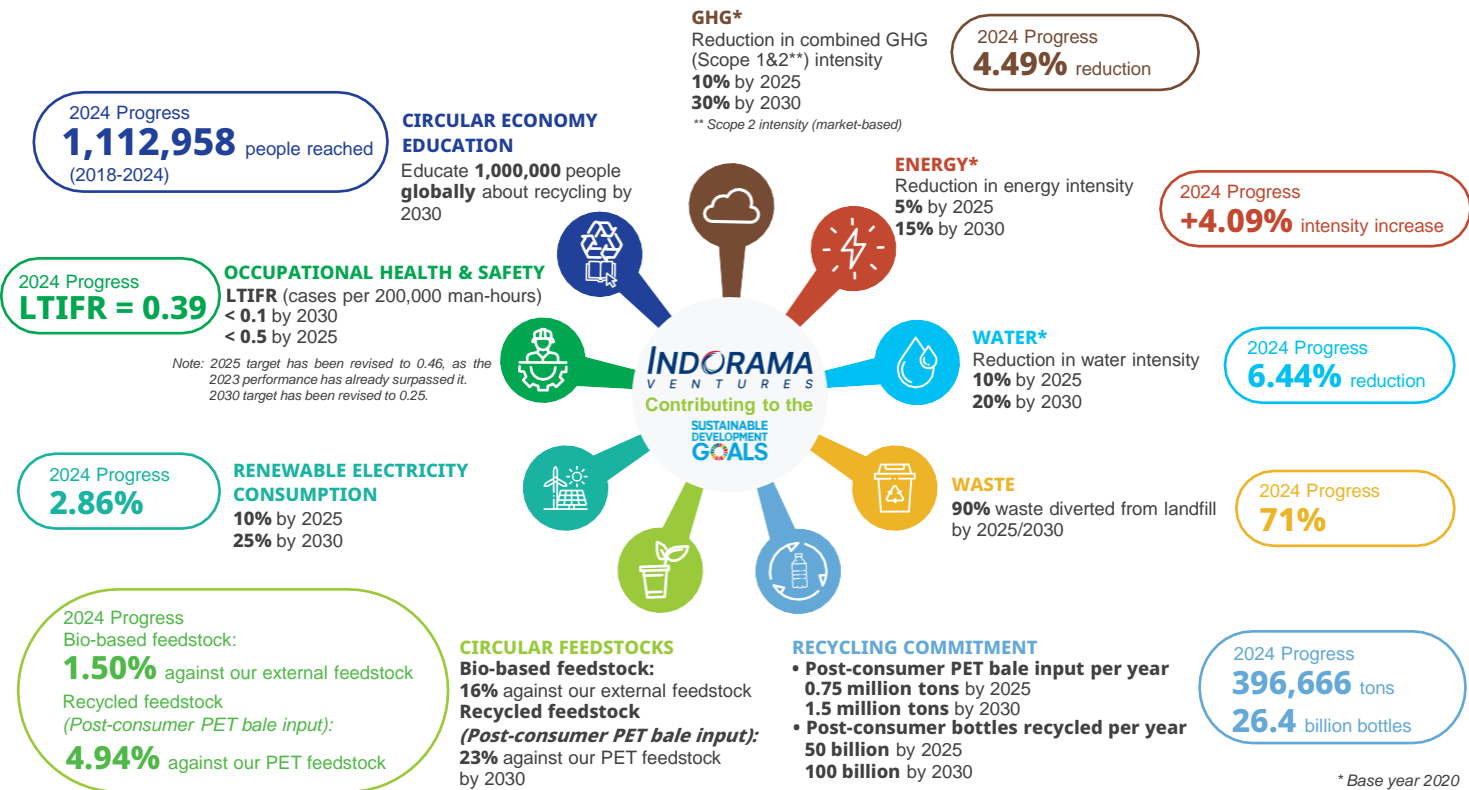 GHG*
Reduction in combined GHG
(Scope 1&2**) intensity
10% by 2025
30% by 2030
** Scope 2 intensity (market-based)
2024 Progress
4.49% reduction
2024 Progress
1,112,958 people reached
(2018-2024)
CIRCULAR ECONOMY
EDUCATION
Educate 1,000,000 people
globally about recycling by
2030
ENERGY*
Reduction in energy intensity
5% by 2025
15% by 2030
2024 Progress
+4.09% intensity increase
2024 Progress
LTIFR = 0.39
OCCUPATIONAL HEALTH & SAFETY
LTIFR (cases per 200,000 man-hours)
< 0.1 by 2030
< 0.5 by 2025
Note: 2025 target has been revised to 0.46, as the
2023 performance has already surpassed it.
2030 target has been revised to 0.25.
INDORAMA
VENTURES
Contributing to the
SUSTAINABLE
DEVELOPMENT
GOALS
WATER*
Reduction in water intensity
10% by 2025
20% by 2030
2024 Progress
6.44% reduction
2024 Progress
2.86%
RENEWABLE ELECTRICITY
CONSUMPTION
10% by 2025
25% by 2030
WASTE
90% waste diverted from landfill
by 2025/2030
2024 Progress
71%
2024 Progress
Bio-based feedstock:
1.50% against our external feedstock
Recycled feedstock
(Post-consumer PET bale input):
4.94% against our PET feedstock
CIRCULAR FEEDSTOCKS
Bio-based feedstock:
16% against our external feedstock
Recycled feedstock
(Post-consumer PET bale input):
23% against our PET feedstock
by 2030
RECYCLING COMMITMENT
• Post-consumer PET bale input per year
0.75 million tons by 2025
1.5 million tons by 2030
• Post-consumer bottles recycled per year
50 billion by 2025
100 billion by 2030
2024 Progress
396,666 tons
26.4 billion bottles
* Base year 2020